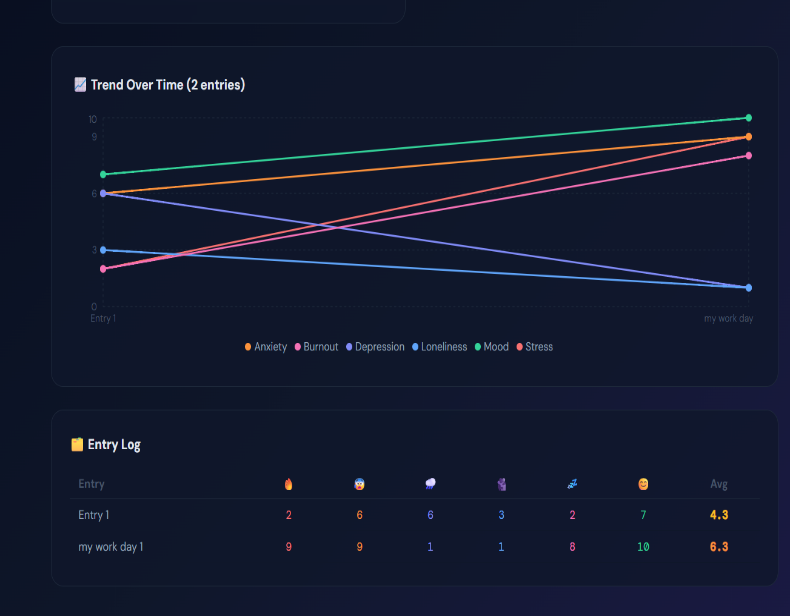 Trend Over Time (2 entries)
10
9
6
3
0
Entry 1 my work day
Anxiety Burnout Depression Loneliness Mood Stress
Entry Log
Entry Avg
Entry 1 2 6 6 3 2 7 4.3
my work day 1 9 9 1 1 8 10 6.3